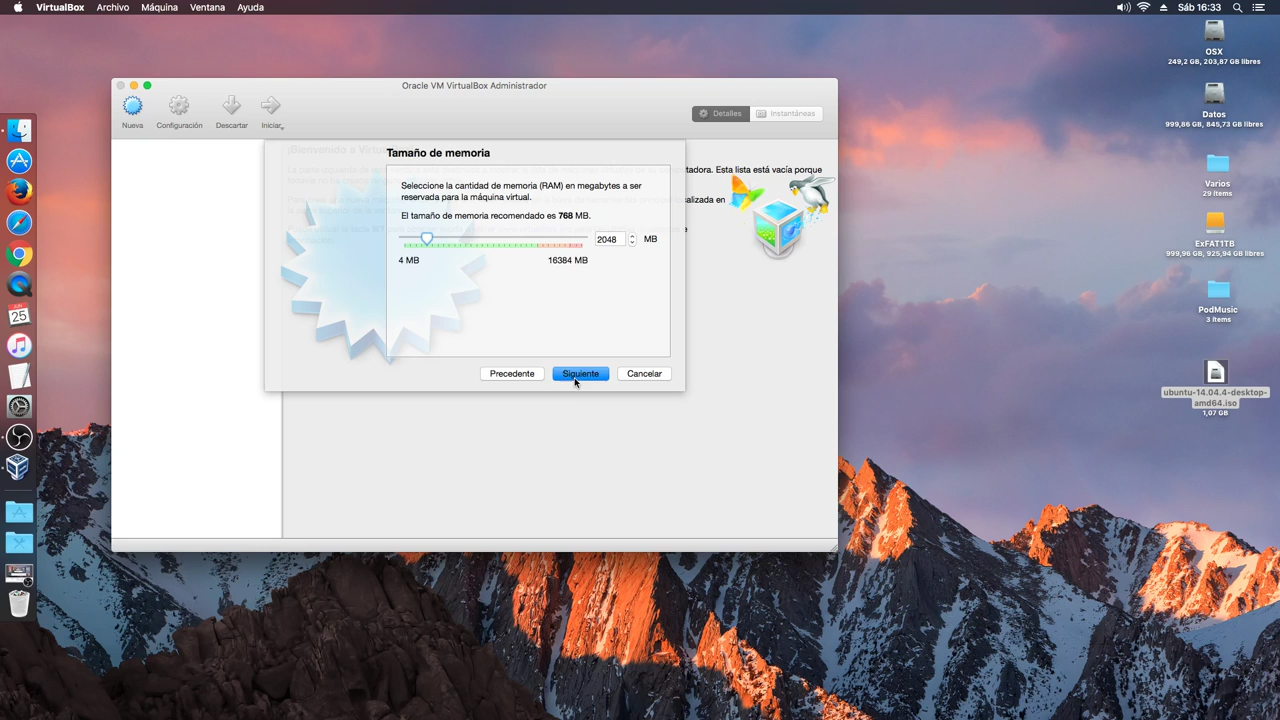 VirtualBox Archivo Máquina Ventana Ayuda
Sáb 16:33
Oracle VM VirtualBox Administrador
Nueva Configuración Descartar Iniciar
Detalles Instantáneas
Tamaño de memoria
Seleccione la cantidad de memoria (RAM) en megabytes a ser
reservada para la máquina virtual.
El tamaño de memoria recomendado es 768 MB.
2048 MB
4 MB 16384 MB
Precedente Siguiente Cancelar
¡Bienvenido a
Esta lista está vacía porque
OSX
249,2 GB, 203,87 GB libres
Datos
999,86 GB, 845,73 GB libres
Varios
29 ítems
ExFAT1TB
999,96 GB, 925,94 GB libres
PodMusic
3 ítems
ubuntu-14.04.4-desktop-
amd64.iso
1,07 GB
JUN
25